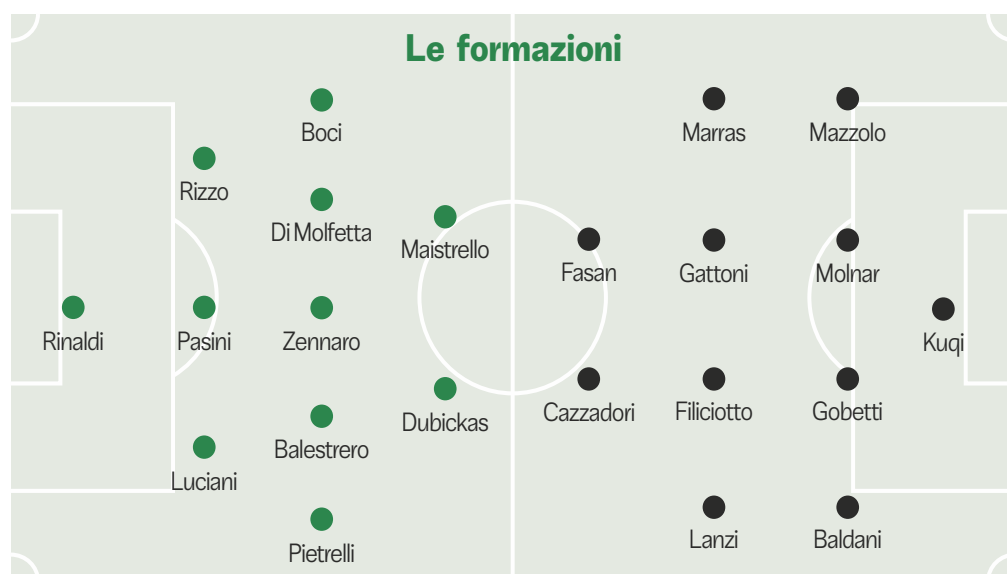 Le formazioni
Boci
Marras
Mazzolo
Rizzo
Di Molfetta
Maistrello
Fasan
Gattoni
Molnar
Rinaldi
Pasini
Zennaro
Kuqi
Dubickas
Cazzadori
Filiciotto
Gobetti
Balestrero
Luciani
Lanzi
Baldani
Pietrelli